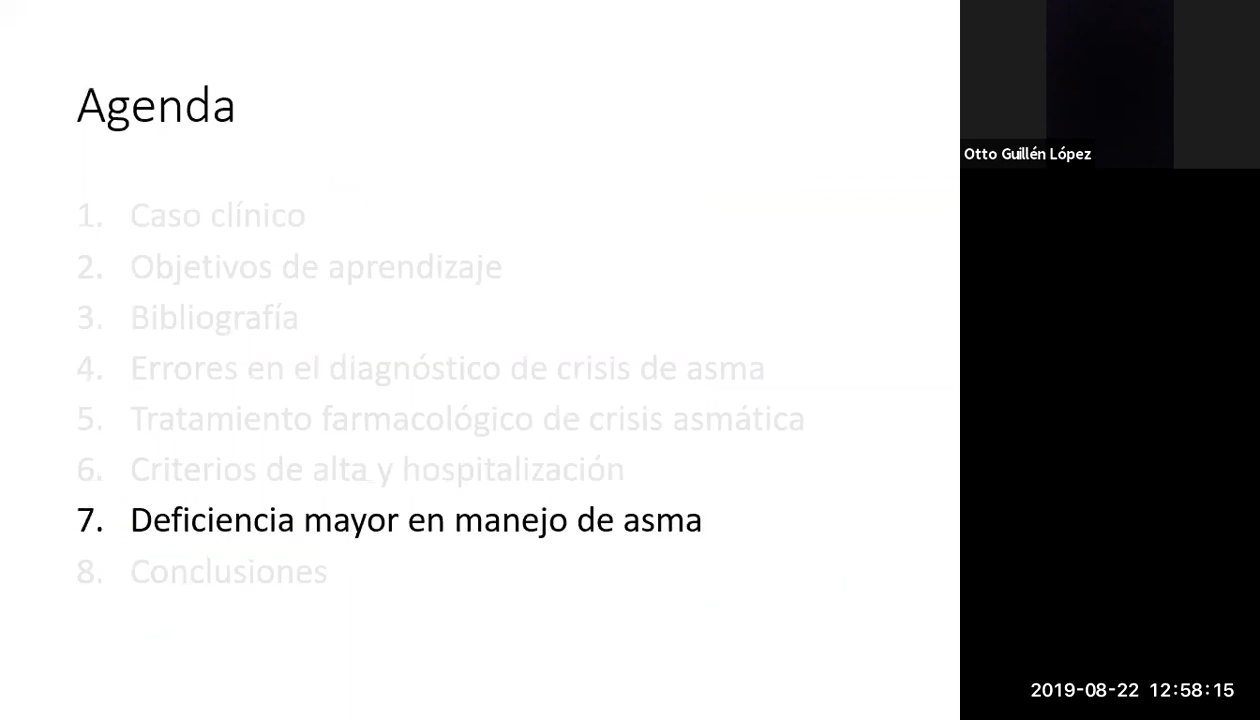 Agenda
1. Caso clínico
2. Objetivos de aprendizaje
3. Bibliografía
4. Errores en el diagnóstico de crisis de asma
5. Tratamiento farmacológico de crisis asmática
6. Criterios de alta y hospitalización
7. Deficiencia mayor en manejo de asma
8. Conclusiones
Otto Guillén López
2019-08-22 12:58:15